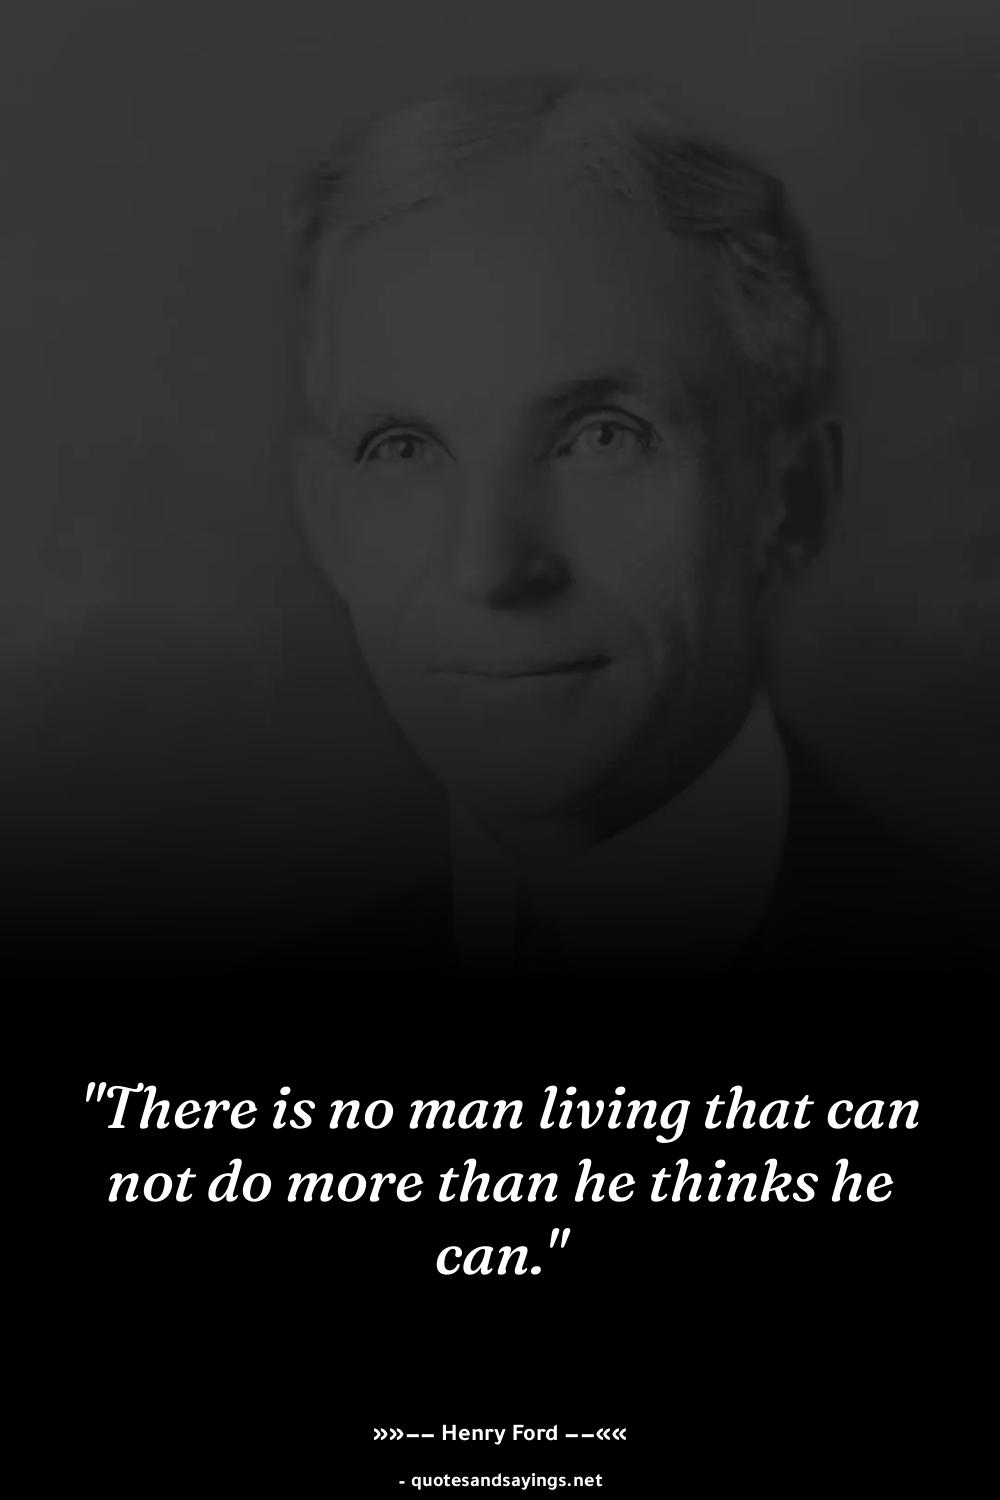 "There is no man living that can
not do more than he thinks he
can."
»»−− Henry Ford −−««
- quotesandsayings.net